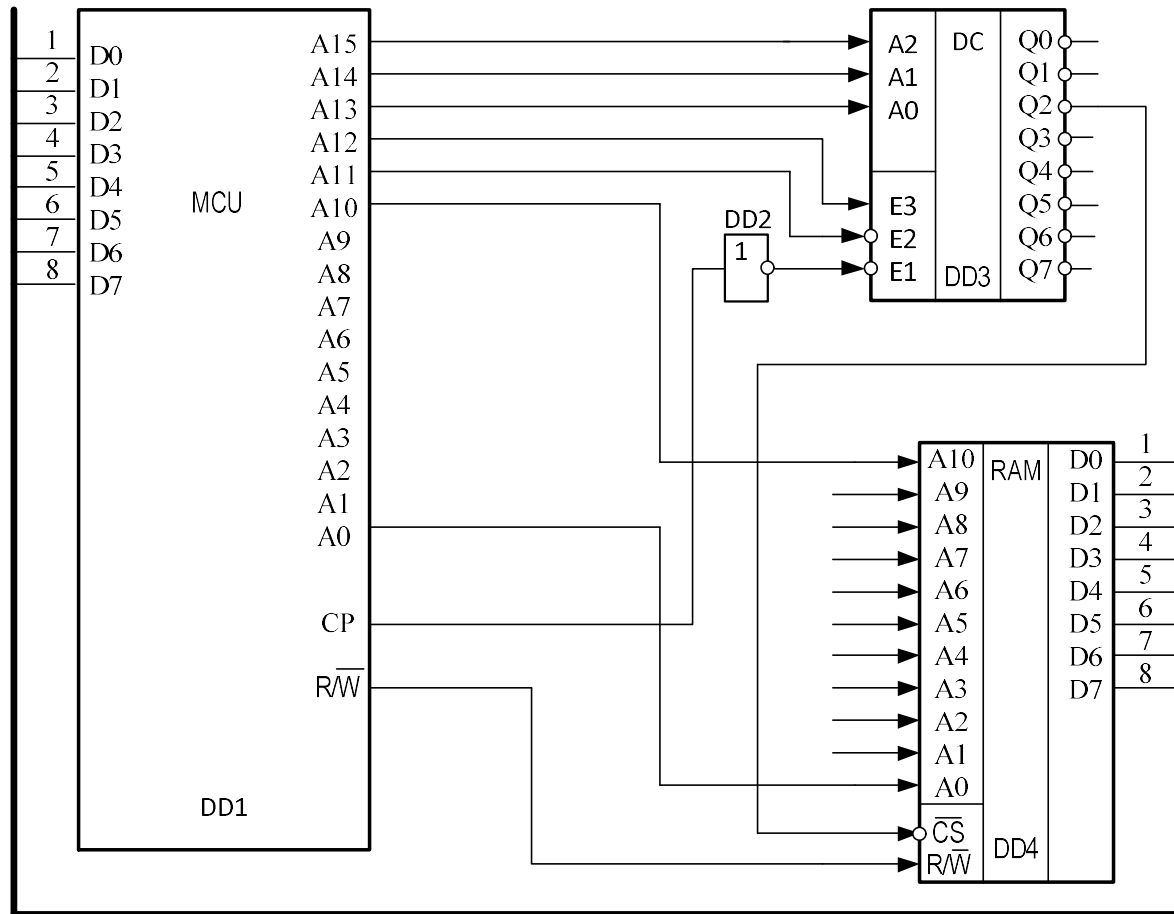 1
D0
2
D1
3
D2
4
D3
5
D4
6
D5
7
D6
8
D7
MCU
DD1
A15
A14
A13
A12
A11
A10
A9
A8
A7
A6
A5
A4
A3
A2
A1
A0
CP
R/W̅
DD2
1
A2
A1
A0
E3
E2
E1
DC
DD3
Q0
Q1
Q2
Q3
Q4
Q5
Q6
Q7
A10
A9
A8
A7
A6
A5
A4
A3
A2
A1
A0
C̅S̅
R/W̅
RAM
DD4
D0
1
D1
2
D2
3
D3
4
D4
5
D5
6
D6
7
D7
8